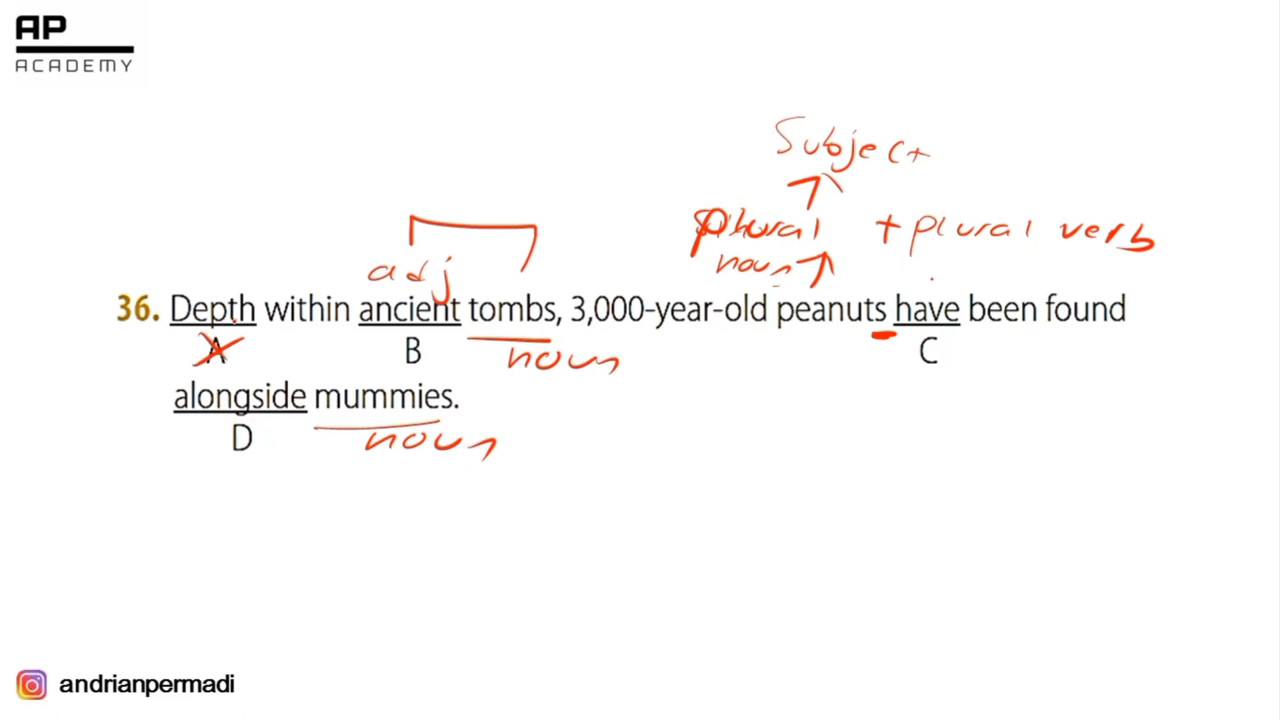 AP
ACADEMY
Subject
plural + plural verb
noun
adj
36. Depth within ancient tombs, 3,000-year-old peanuts have been found
A B noun C
alongside mummies.
D noun
andrianpermadi